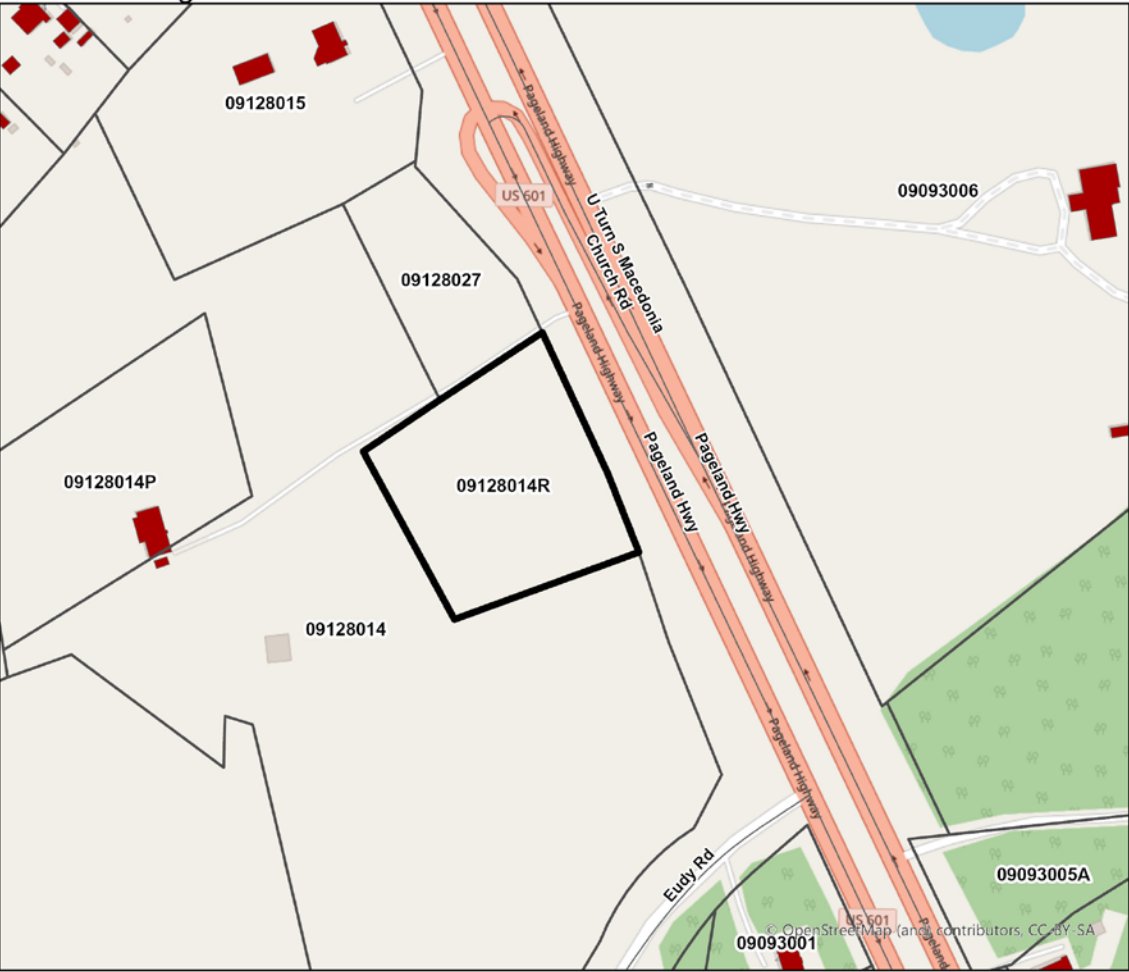 09128015
Pageland Highway
09093006
US 601
U Turn S Macedonia
Church Rd
09128027
Pageland Highway
Pageland Hwy
Pageland Hwy
09128014P
09128014R
Highway
09128014
Pageland Highway
Eudy Rd
09093005A
US 601
© OpenStreetMap (and) contributors, CC-BY-SA
Pageland
09093001